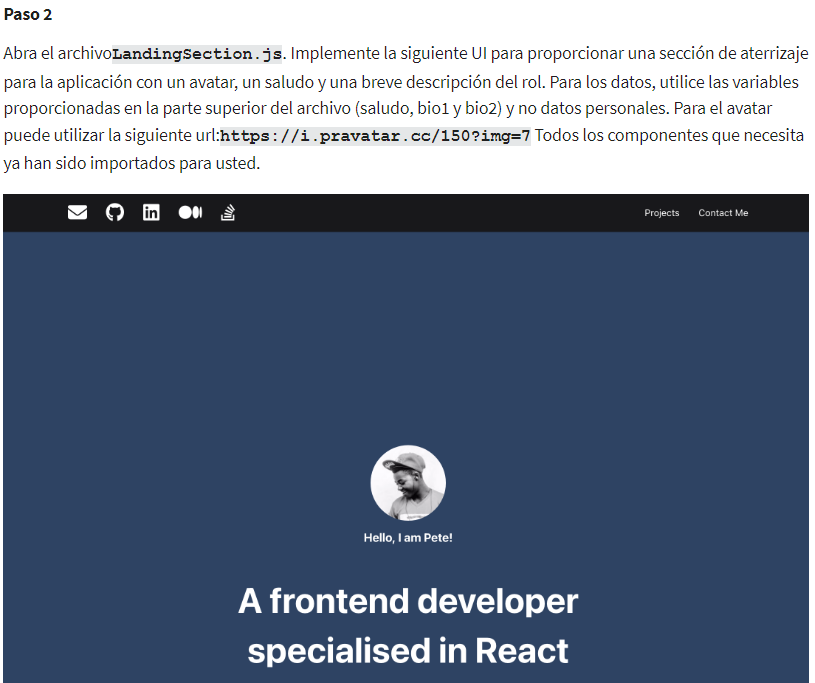 Paso 2
Abra el archivoLandingSection.js. Implemente la siguiente UI para proporcionar una sección de aterrizaje
para la aplicación con un avatar, un saludo y una breve descripción del rol. Para los datos, utilice las variables
proporcionadas en la parte superior del archivo (saludo, bio1 y bio2) y no datos personales. Para el avatar
puede utilizar la siguiente url:https://i.pravatar.cc/150?img=7 Todos los componentes que necesita
ya han sido importados para usted.
in
Projects Contact Me
Hello, I am Pete!
A frontend developer
specialised in React